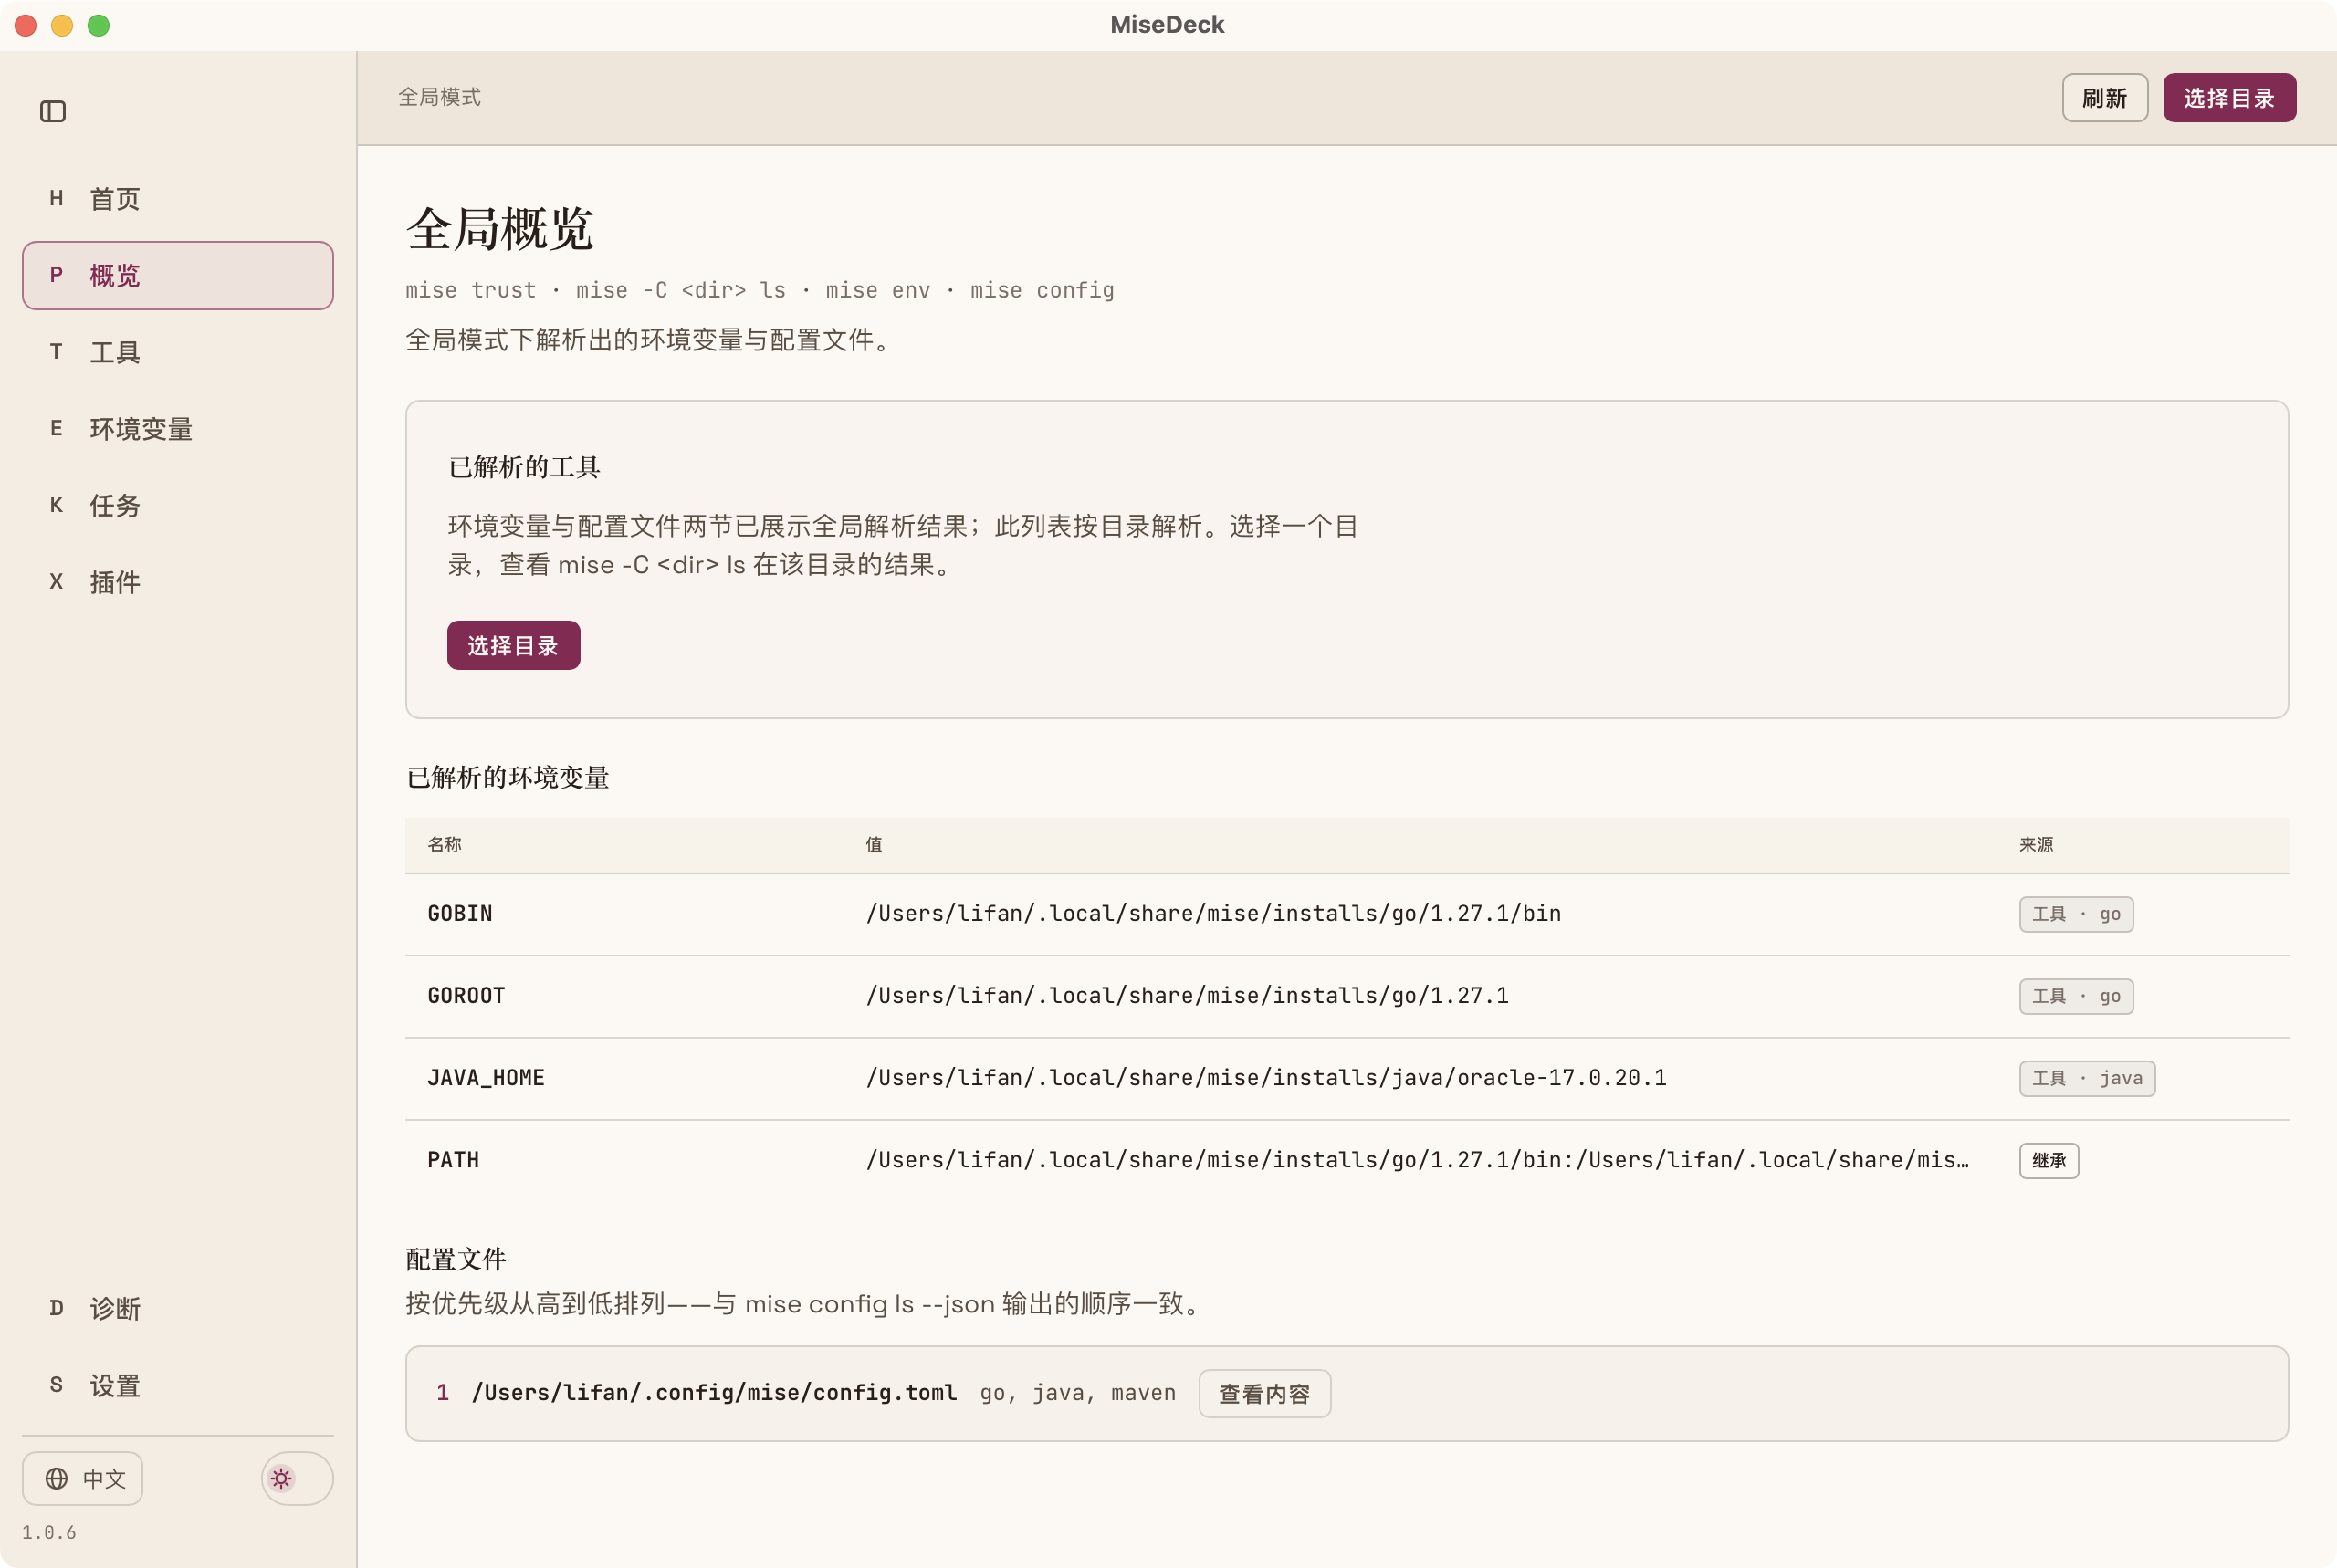 MiseDeck
全局模式
刷新
选择目录
H 首页
P 概览
T 工具
E 环境变量
K 任务
X 插件
D 诊断
S 设置
中文
1.0.6
全局概览
mise trust · mise -C <dir> ls · mise env · mise config
全局模式下解析出的环境变量与配置文件。
已解析的工具
环境变量与配置文件两节已展示全局解析结果；此列表按目录解析。选择一个目
录，查看 mise -C <dir> ls 在该目录的结果。
选择目录
已解析的环境变量
名称 值 来源
GOBIN /Users/lifan/.local/share/mise/installs/go/1.27.1/bin 工具 · go
GOROOT /Users/lifan/.local/share/mise/installs/go/1.27.1 工具 · go
JAVA_HOME /Users/lifan/.local/share/mise/installs/java/oracle-17.0.20.1 工具 · java
PATH /Users/lifan/.local/share/mise/installs/go/1.27.1/bin:/Users/lifan/.local/share/mis… 继承
配置文件
按优先级从高到低排列——与 mise config ls --json 输出的顺序一致。
1 /Users/lifan/.config/mise/config.toml go, java, maven 查看内容